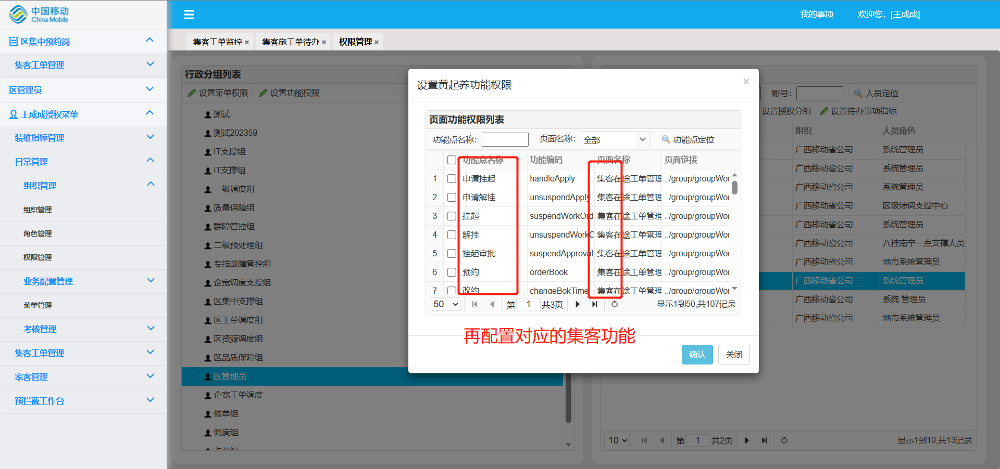 中国移动
China Mobile
我的事项
欢迎您，[王成成]
区集中预约岗
集客工单管理
区管理员
王成成授权菜单
装维指标管理
日常管理
组织管理
组织管理
角色管理
权限管理
业务配置管理
菜单管理
考核管理
集客工单管理
家客管理
预拦截工作台
集客工单监控 ×
集客施工单待办 ×
权限管理 ×
行政分组列表
设置菜单权限
设置功能权限
测试
测试202359
IT支撑组
IT支撑组
一级调度组
质量保障组
群障管控组
二级预处理组
专线故障管控组
企宽调度支撑组
区集中支撑组
区工单调度组
区资源调度组
区品质保障组
区管理员
企宽工单调度
催单组
调度组
设置黄起养功能权限
×
页面功能权限列表
功能点名称：
页面名称：
全部
功能点定位
功能点名称 功能编码 页面名称 页面链接
1 申请挂起 handleApply 集客在途工单管理 ../group/groupWor
2 申请解挂 unsuspendApply 集客在途工单管理 ../group/groupWor
3 挂起 suspendWorkOrd 集客在途工单管理 ../group/groupWor
4 解挂 unsuspendWorkO 集客在途工单管理 ../group/groupWor
5 挂起审批 suspendApproval 集客在途工单管理 ../group/groupWor
6 预约 orderBook 集客在途工单管理 ../group/groupWor
7 改约 changeBokTime 集客在途工单管理 ../group/groupWor
50 第 1 共3页 显示1到50,共107记录
再配置对应的集客功能
确认
关闭
账号：
人员定位
设置授权分组
设置待办事项指标
组织 人员角色
广西移动省公司 系统管理员
广西移动省公司 系统管理员
广西移动省公司 系统管理员
广西移动省公司 区级综调支撑中心
广西移动省公司 系统管理员
广西移动省公司 八桂南宁一点支撑人员
广西移动省公司 地市系统管理员
广西移动省公司 系统管理员
广西移动省公司 系统 管理员
广西移动省公司 地市系统管理员
10 第 1 共2页 显示1到10,共13记录